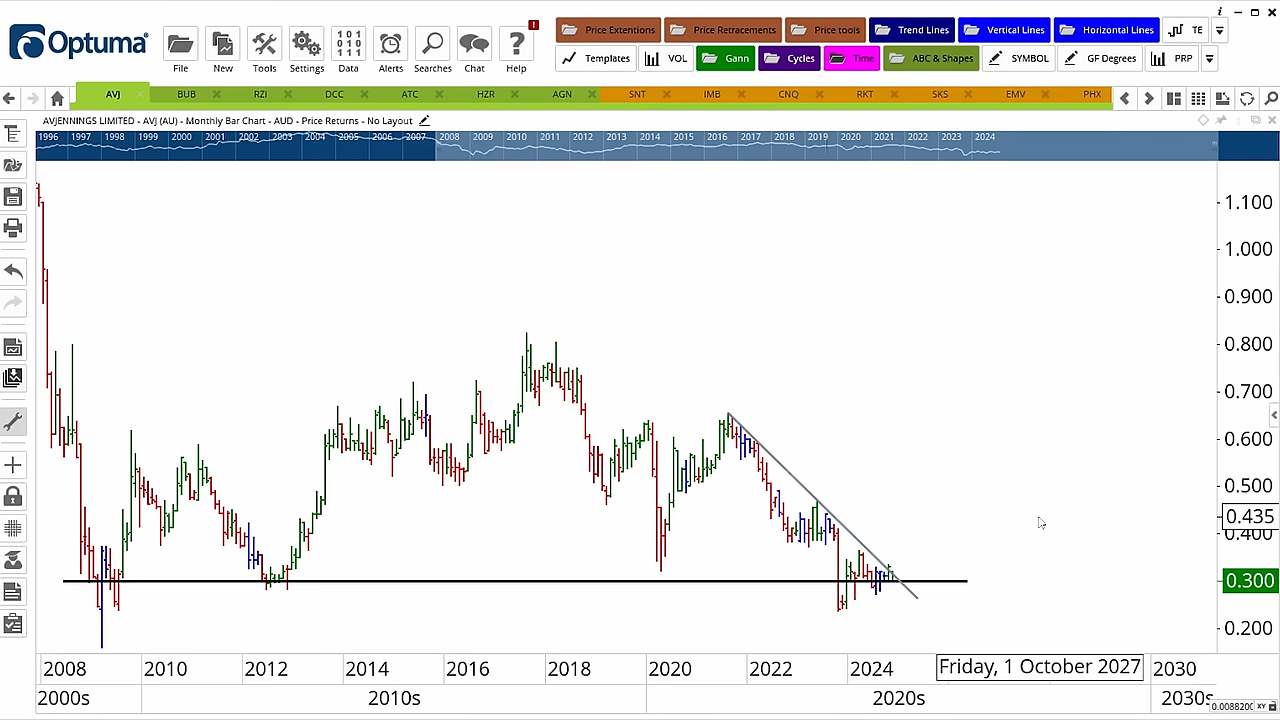 Optuma®
File
New
Tools
Settings
Data
Alerts
Searches
Chat
Help
Price Extentions
Price Retracements
Price tools
Trend Lines
Vertical Lines
Horizontal Lines
TE
Templates
VOL
Gann
Cycles
Time
ABC & Shapes
SYMBOL
GF Degrees
PRP
AVJ BUB RZI DCC ATC HZR AGN SNT IMB CNQ RKT SKS EMV PHX
AVJENNINGS LIMITED - AVJ (AU) - Monthly Bar Chart - AUD - Price Returns - No Layout
1996 1997 1998 1999 2000 2001 2002 2003 2004 2005 2006 2007 2008 2009 2010 2011 2012 2013 2014 2015 2016 2017 2018 2019 2020 2021 2022 2023 2024
1.100
1.000
0.900
0.800
0.700
0.600
0.500
0.435
0.400
0.300
0.200
2008 2010 2012 2014 2016 2018 2020 2022 2024 Friday, 1 October 2027 2030
2000s 2010s 2020s 2030s
0.008820 XY